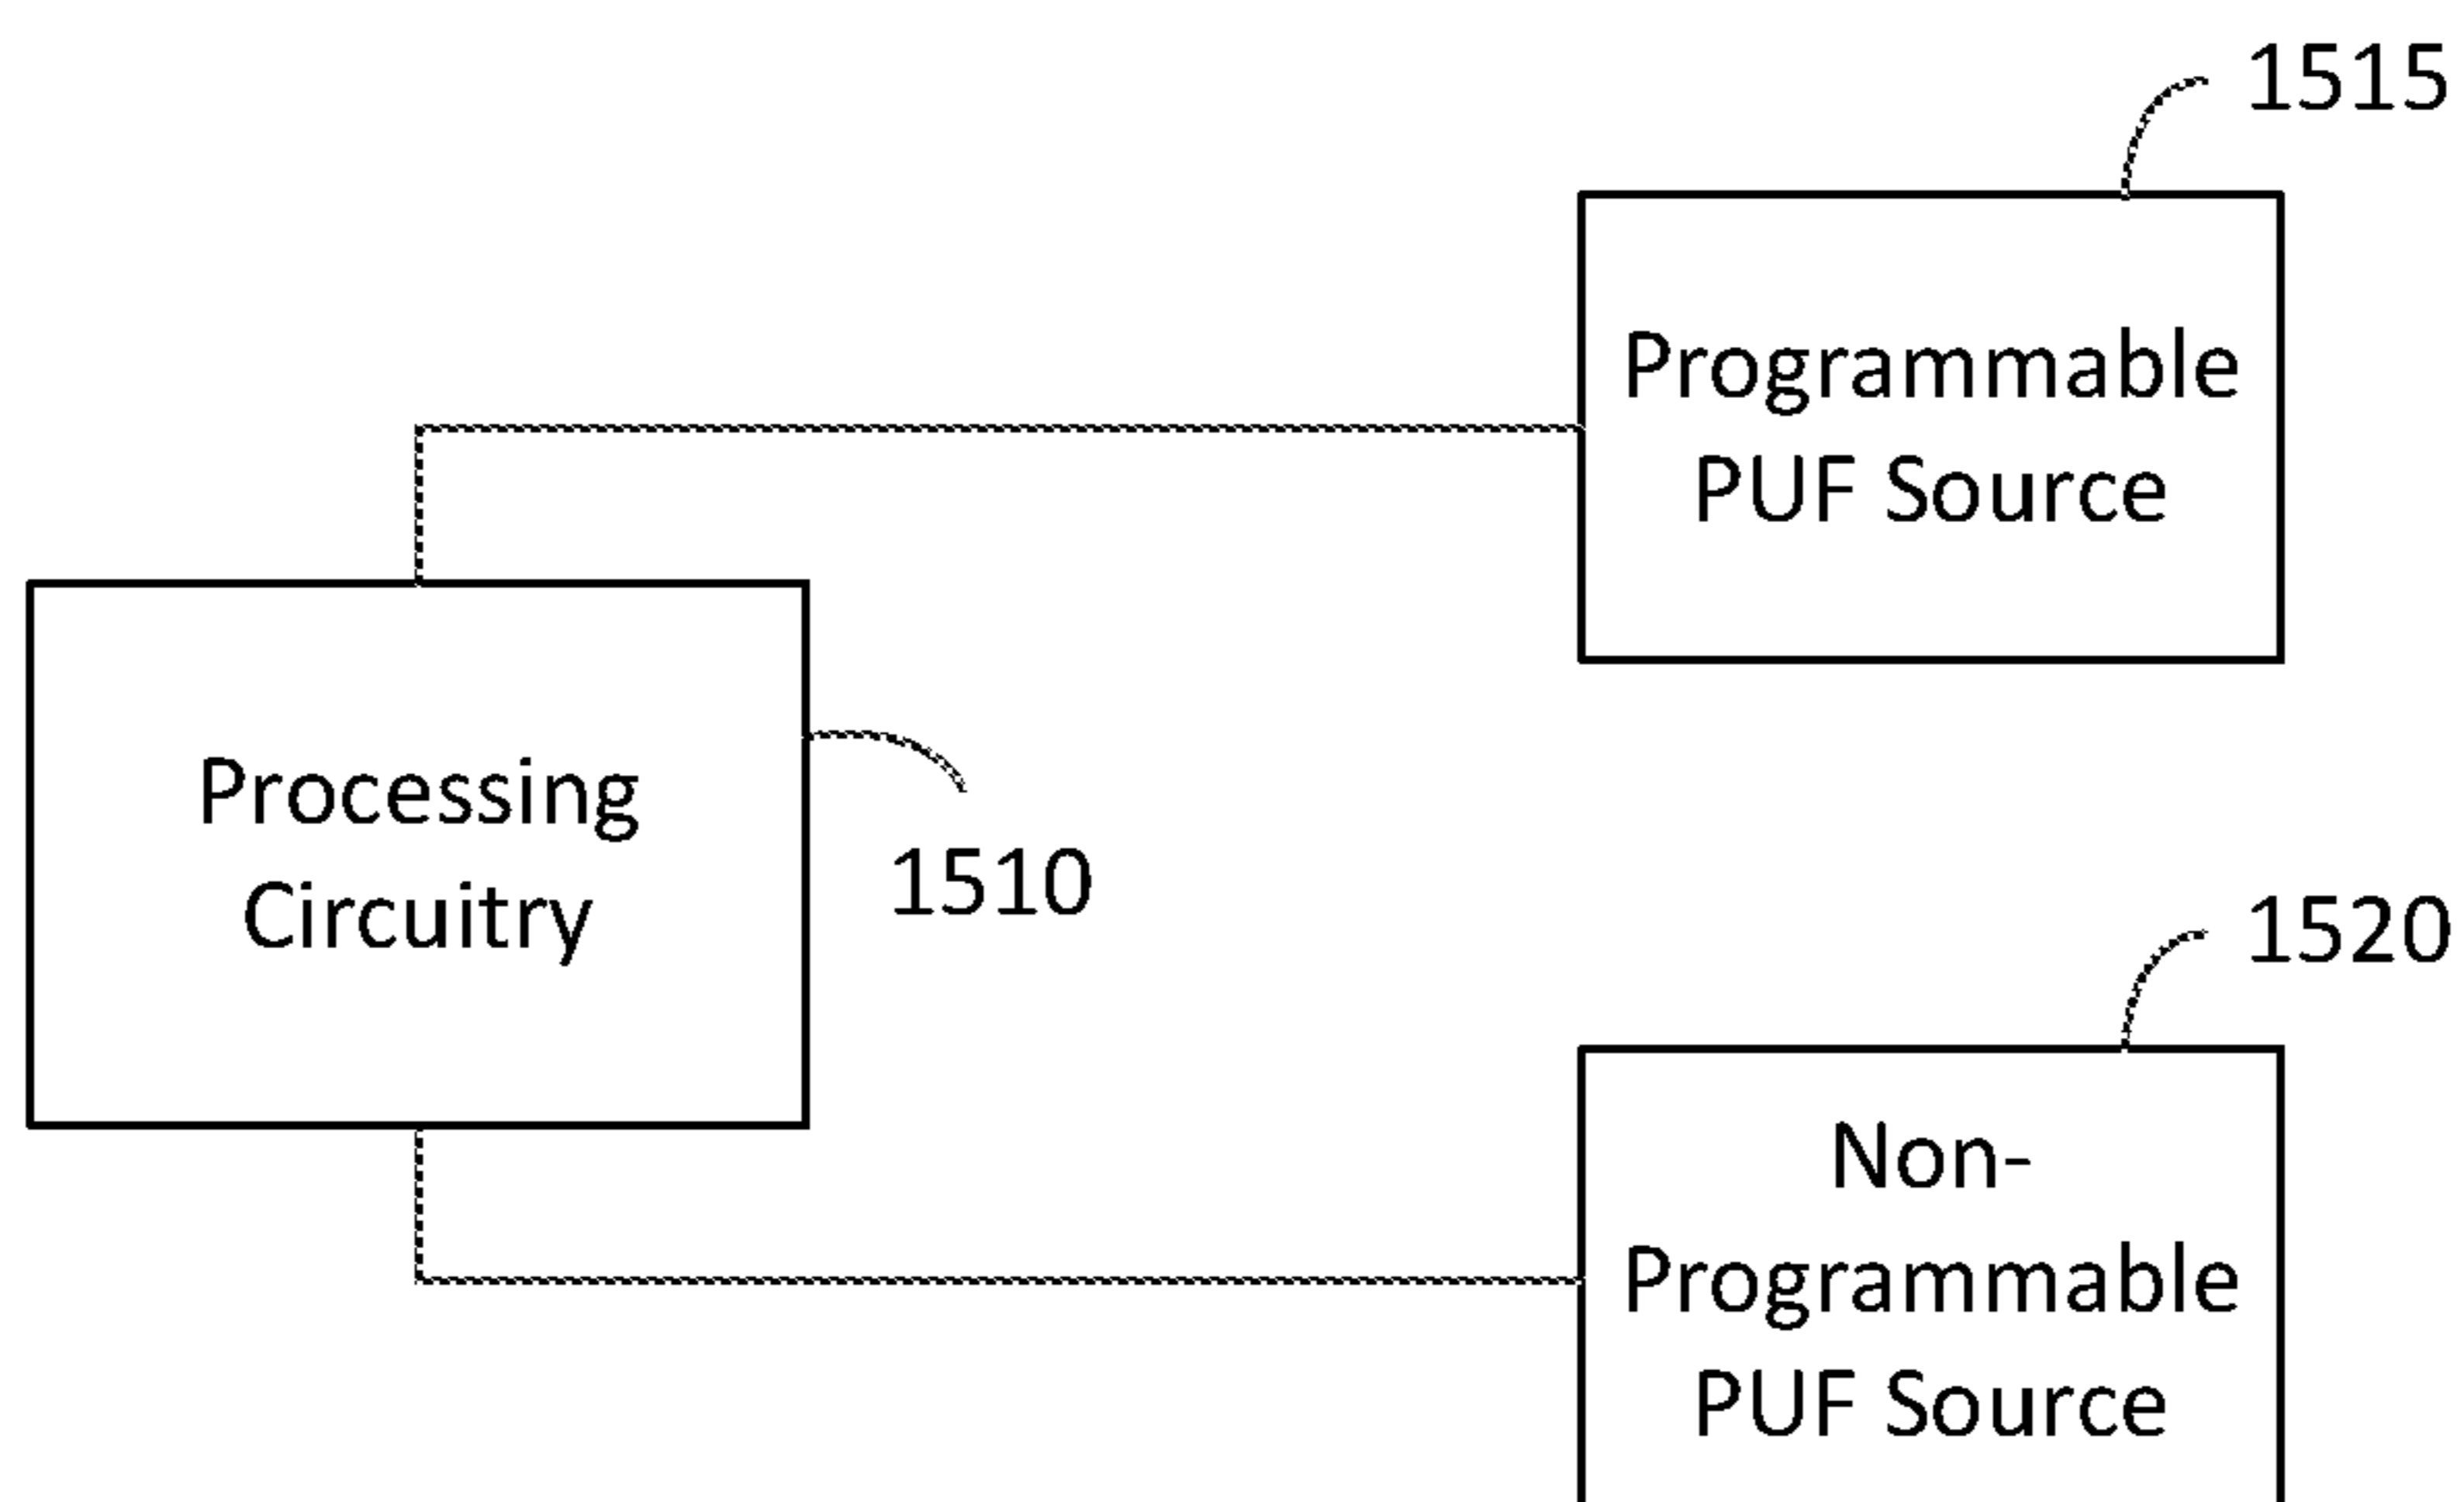 1515
Programmable
PUF Source
Processing
Circuitry
1510
1520
Non-
Programmable
PUF Source